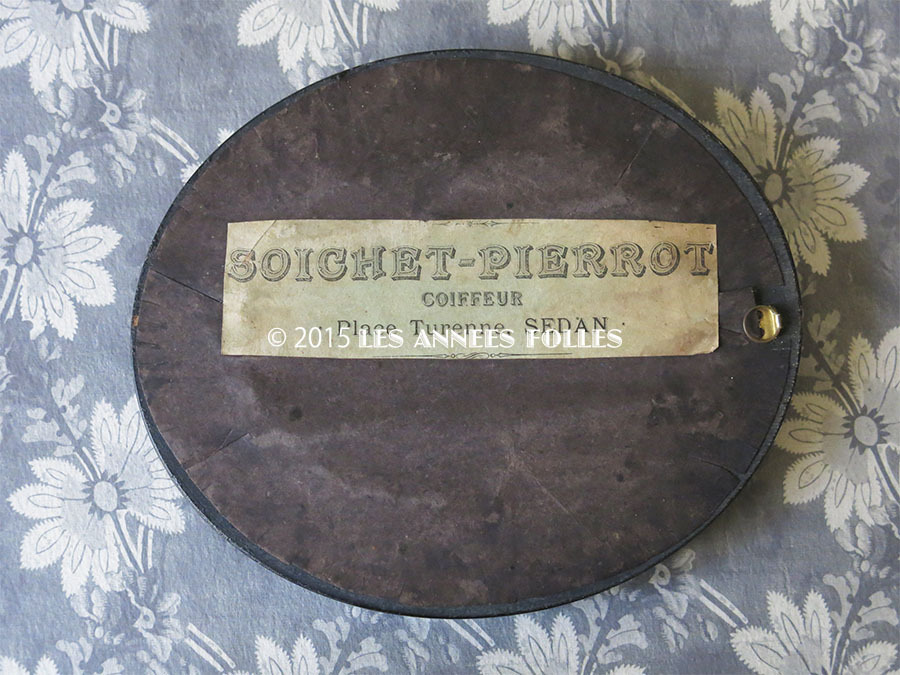 SOICHET-PIERROT
COIFFEUR
Place Turenne, SEDAN.
© 2015 LES ANNEES FOLLES